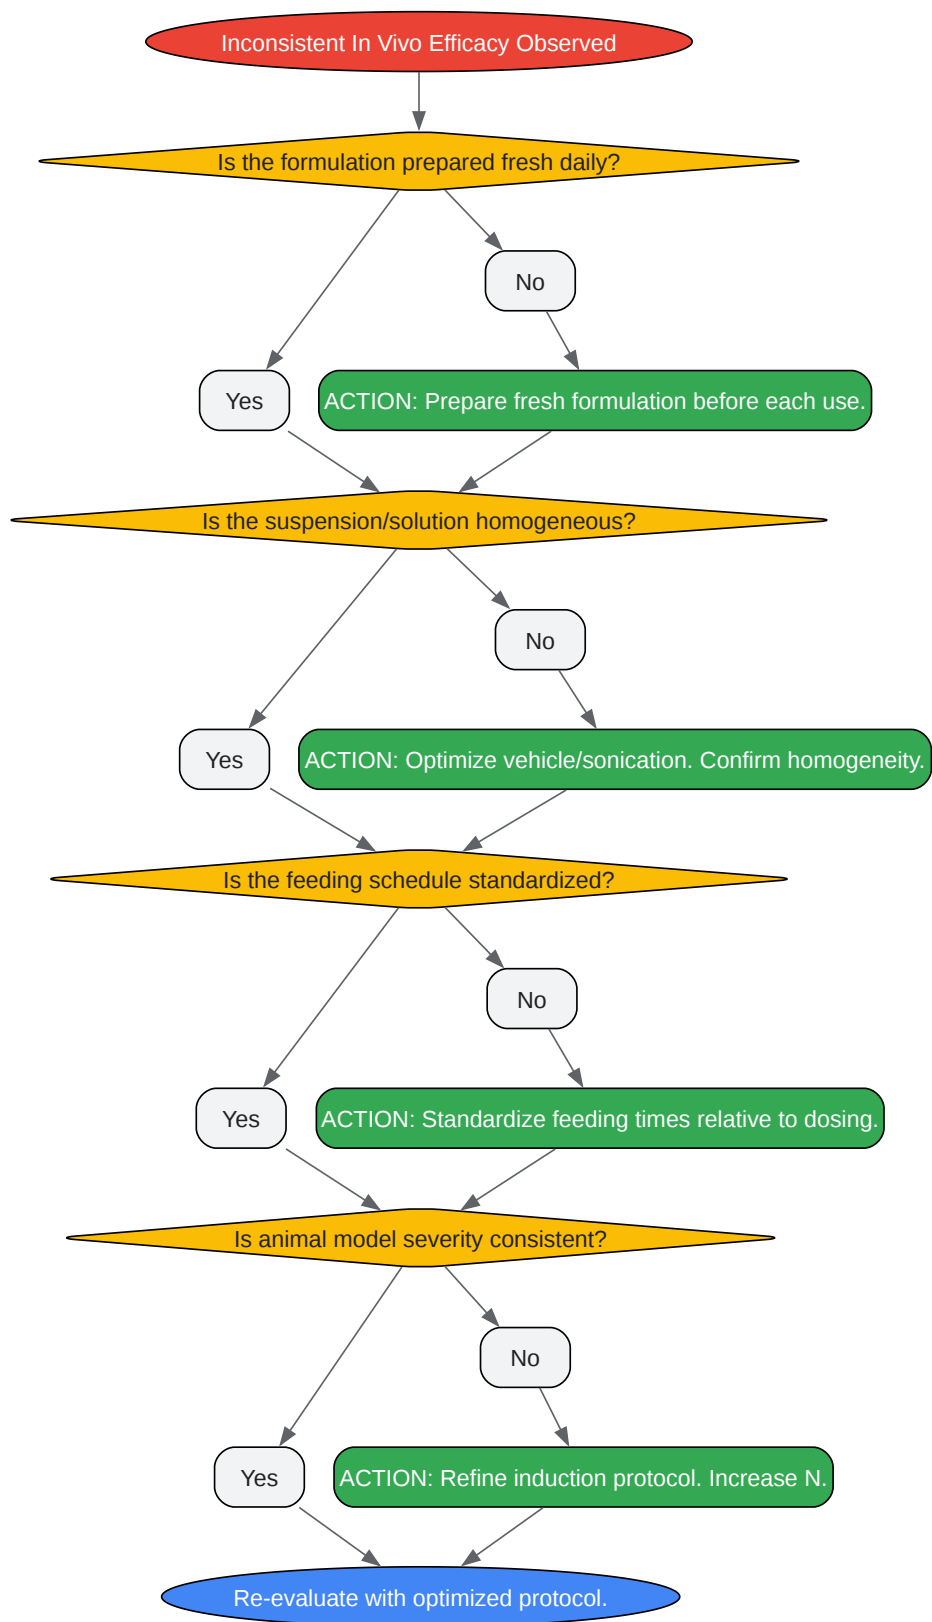 Inconsistent In Vivo Efficacy Observed
Is the formulation prepared fresh daily?
No
Yes
ACTION: Prepare fresh formulation before each use.
Is the suspension/solution homogeneous?
No
Yes
ACTION: Optimize vehicle/sonication. Confirm homogeneity.
Is the feeding schedule standardized?
No
Yes
ACTION: Standardize feeding times relative to dosing.
Is animal model severity consistent?
No
Yes
ACTION: Refine induction protocol. Increase N.
Re-evaluate with optimized protocol.